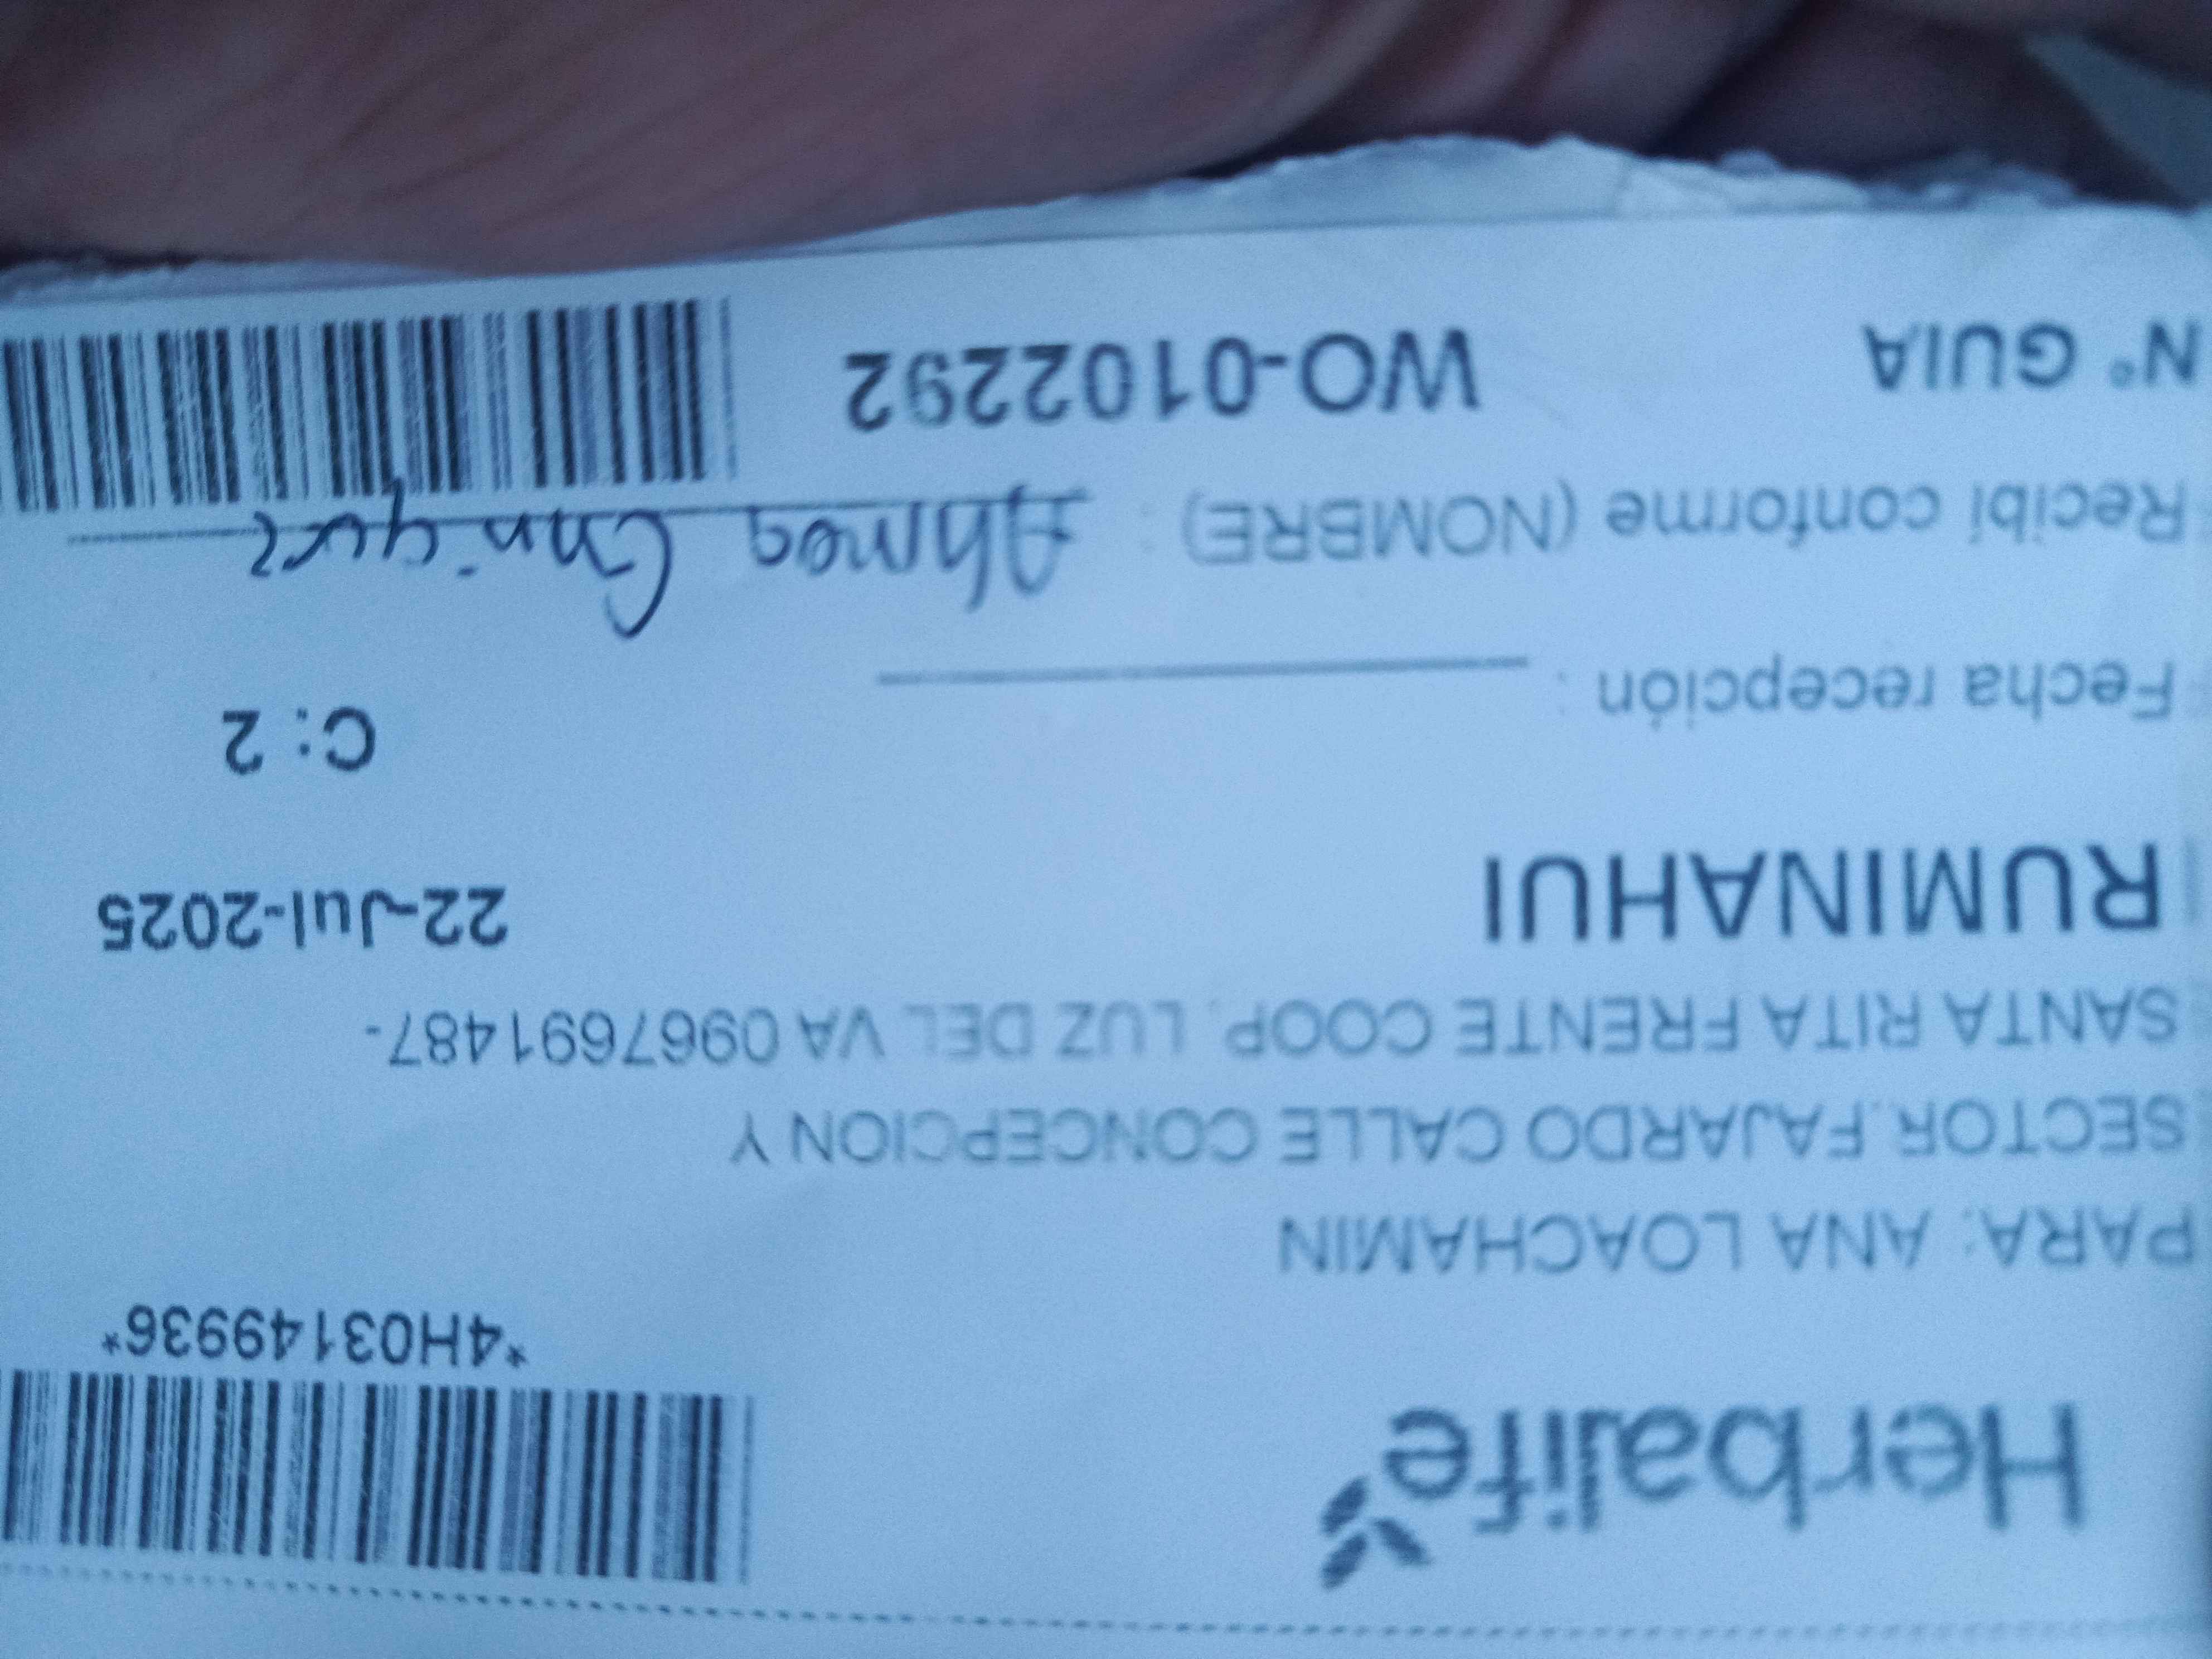 Herbalife
*4H03149936*
PARA: ANA LOACHAMIN
SECTOR.FAJARDO CALLE CONCEPCION Y
SANTA RITA FRENTE COOP. LUZ DEL VA 0967691487-
RUMINAHUI 22-Jul-2025
C: 2
Fecha recepción :
Recibí conforme (NOMBRE) :
N° GUIA WO-0102292